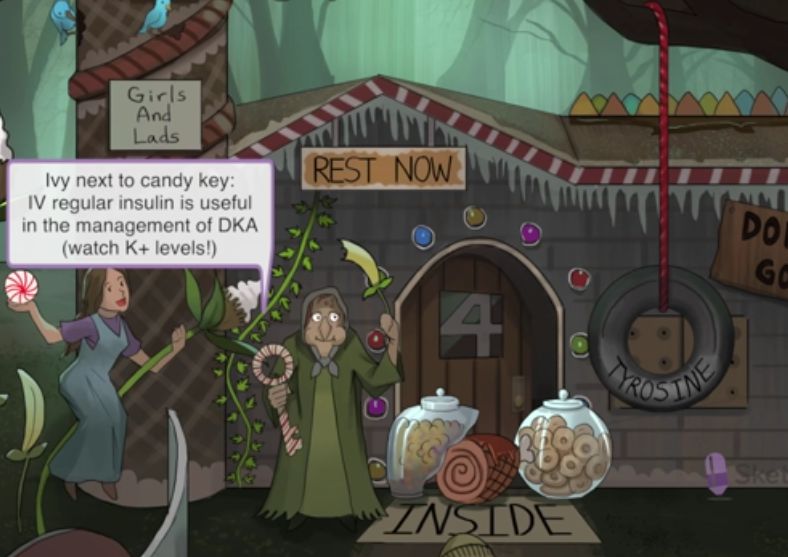 Girls
And
Lads
Ivy next to candy key:
IV regular insulin is useful
in the management of DKA
(watch K+ levels!)
REST NOW
4
TYROSINE
INSIDE